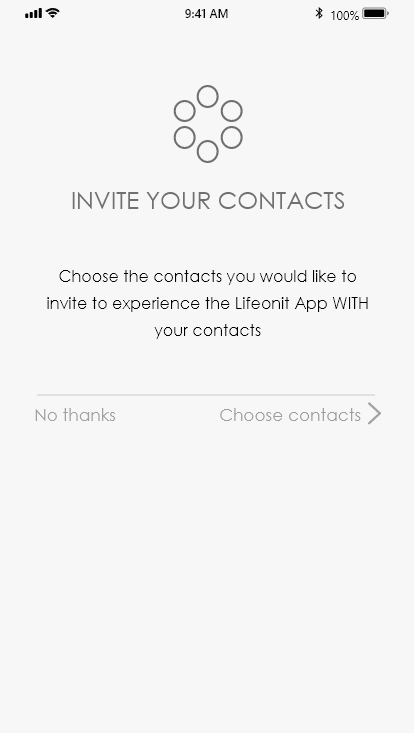 9:41 AM
100%
INVITE YOUR CONTACTS
Choose the contacts you would like to
invite to experience the Lifeonit App WITH
your contacts
No thanks
Choose contacts